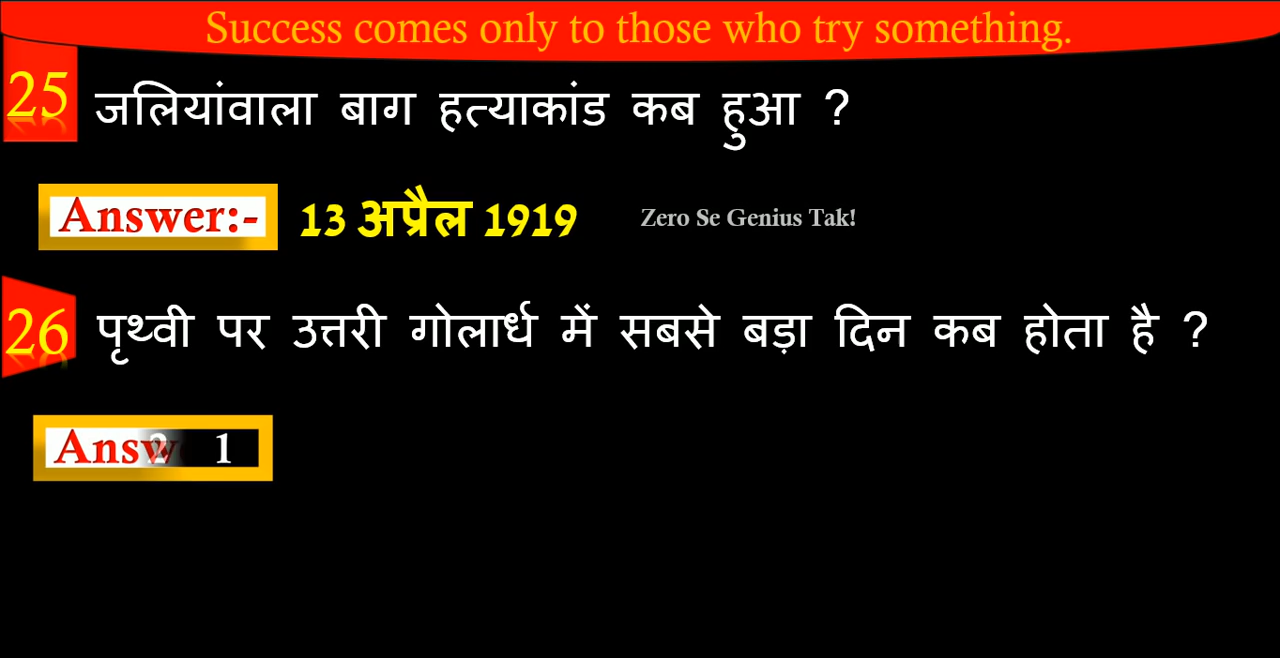 Success comes only to those who try something.
25 जलियांवाला बाग हत्याकांड कब हुआ ?
Answer:- 13 अप्रैल 1919 Zero Se Genius Tak!
26 पृथ्वी पर उत्तरी गोलार्ध में सबसे बड़ा दिन कब होता है ?
Answ 2 1